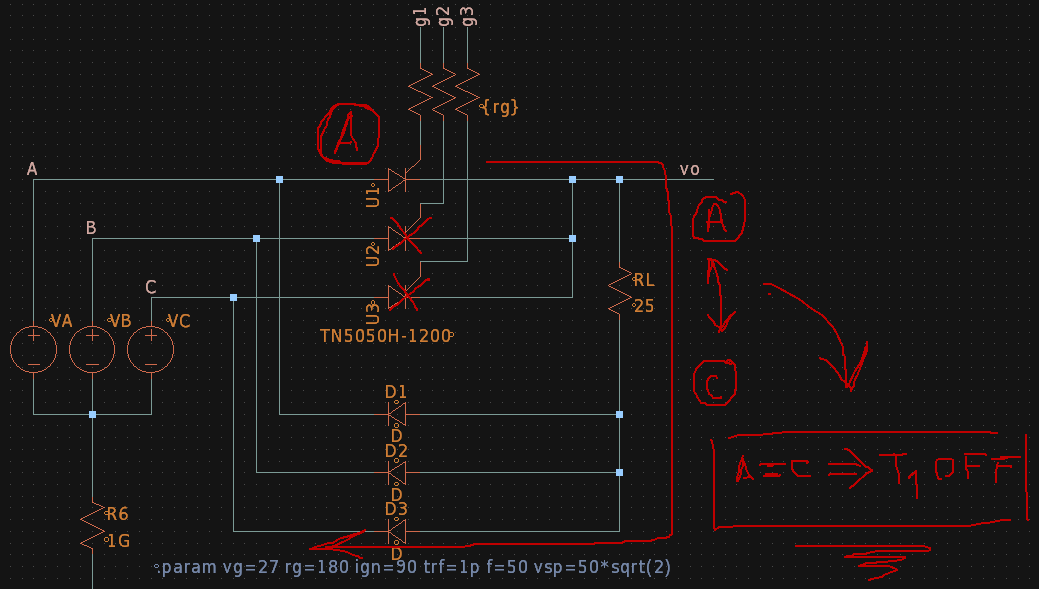 g1 g2 g3
{rg}
A
A
vo
U1
A
B
U2
C
RL
U3
25
VA VB VC
TN5050H-1200
C
D1
D
D2
A=C ⇒ T1 OFF
D
D3
R6
1G
D
.param vg=27 rg=180 ign=90 trf=1p f=50 vsp=50*sqrt(2)